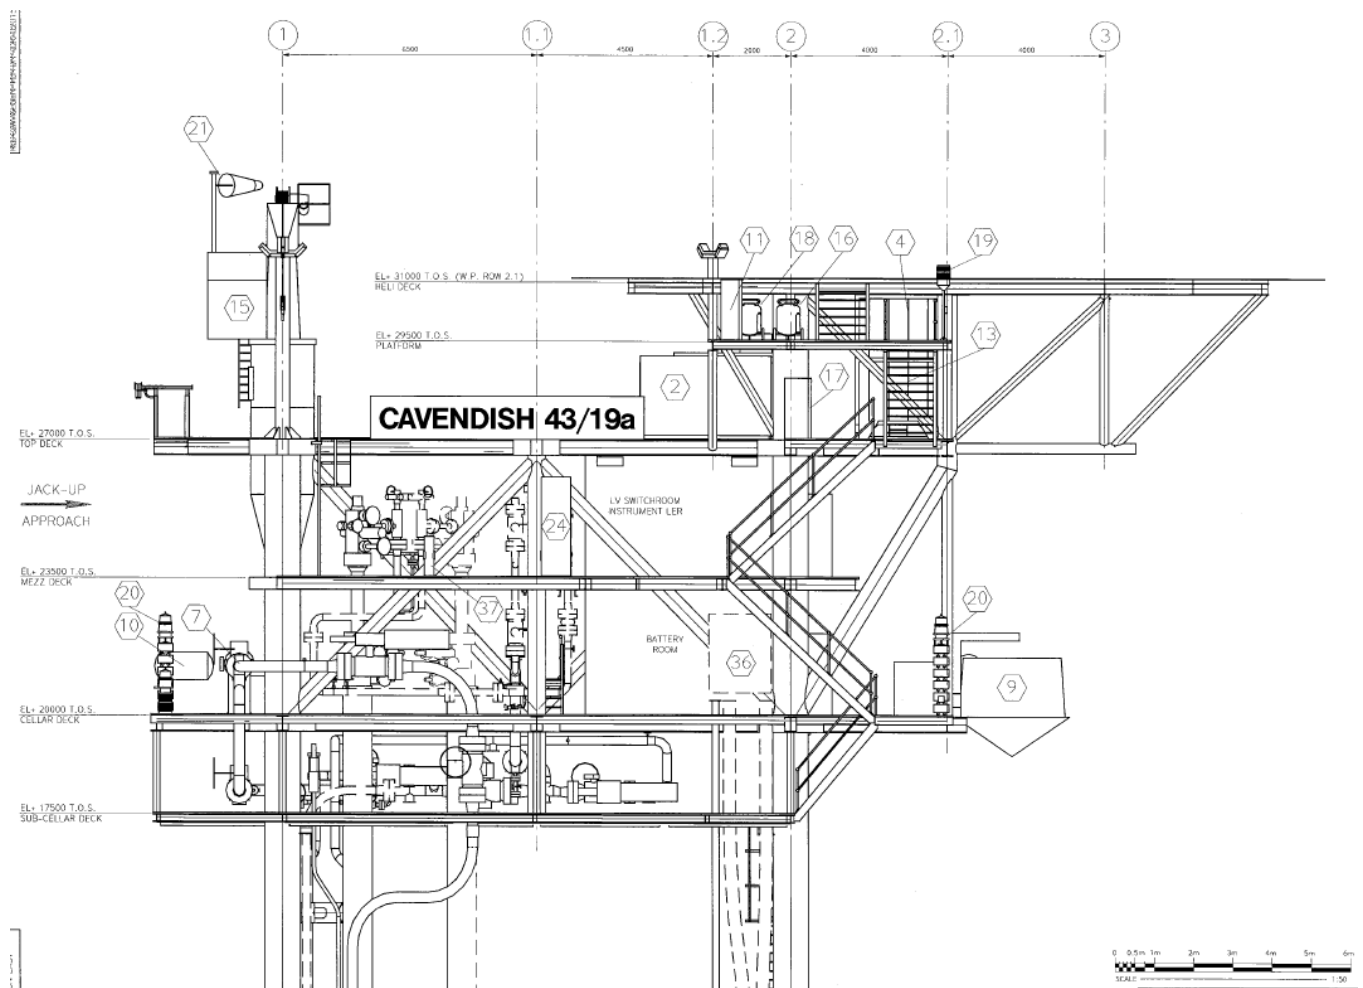 1 1.1 1.2 2 2.1 3
6500 4500 2000 4000 4000
21
11 18 16 4 19
EL+ 31000 T.O.S. (W.P. ROW 2.1)
HELI DECK
15
EL+ 29500 T.O.S.
PLATFORM
13
2
17
CAVENDISH 43/19a
EL+ 27000 T.O.S.
TOP DECK
JACK-UP
APPROACH
LV SWITCHROOM
INSTRUMENT LER
24
EL+ 23500 T.O.S.
MEZZ DECK
20
37
20
10
7
BATTERY
ROOM
36
9
EL+ 20000 T.O.S.
CELLAR DECK
EL+ 17500 T.O.S.
SUB-CELLAR DECK
0 0.5m 1m 2m 3m 4m 5m 6m
SCALE 1:50